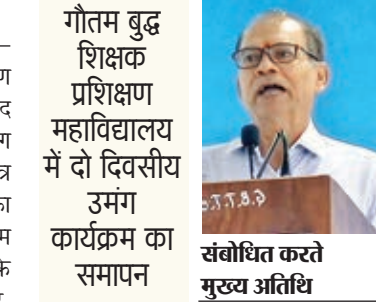 ण
द
ग
त्र
का
म
के
गौतम बुद्ध
शिक्षक
प्रशिक्षण
महाविद्यालय
में दो दिवसीय
उमंग
कार्यक्रम का
समापन
संबोधित करते
मुख्य अतिथि